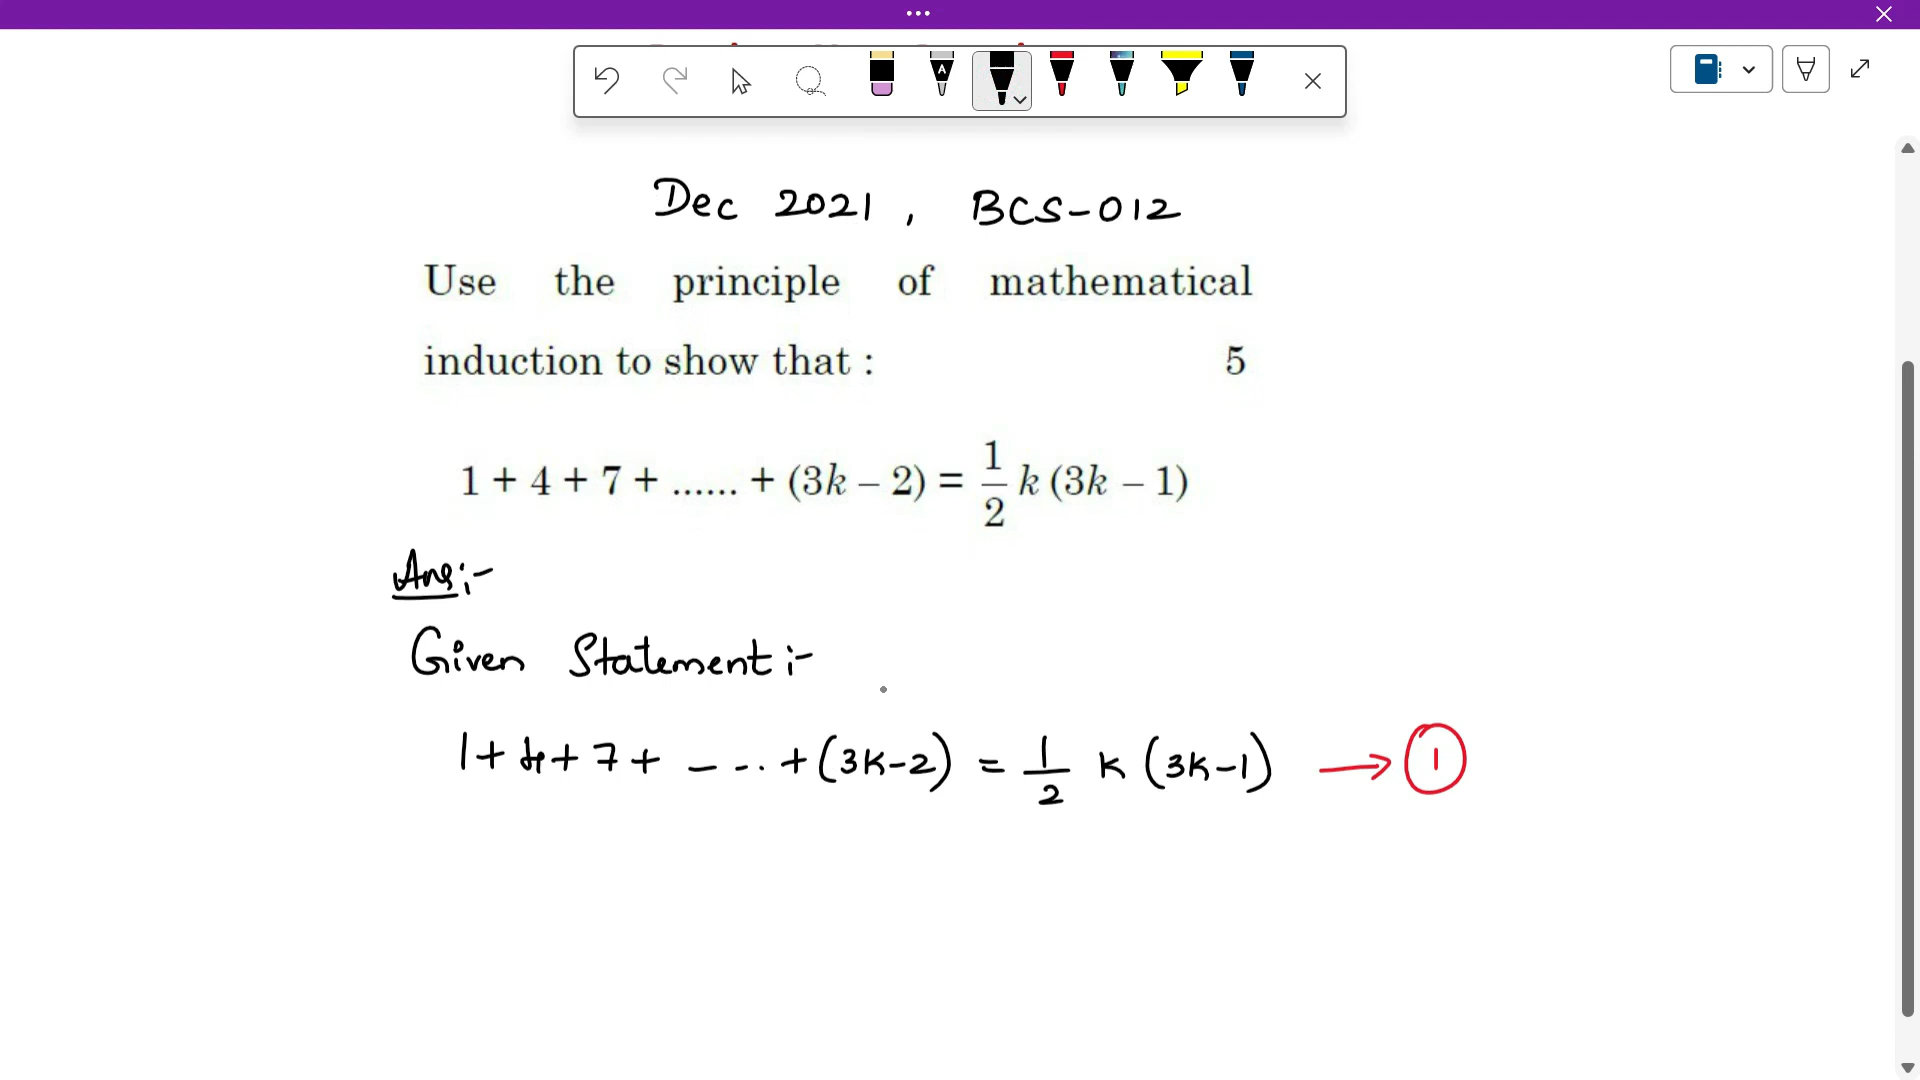 Dec 2021 , BCS-012
Use the principle of mathematical
induction to show that : 5
1 + 4 + 7 + ...... + (3k – 2) = 1/2 k (3k – 1)
Ans:-
Given Statement :-
1 + 4 + 7 + - - .. + (3k-2) = 1/2 k (3k-1) → 1